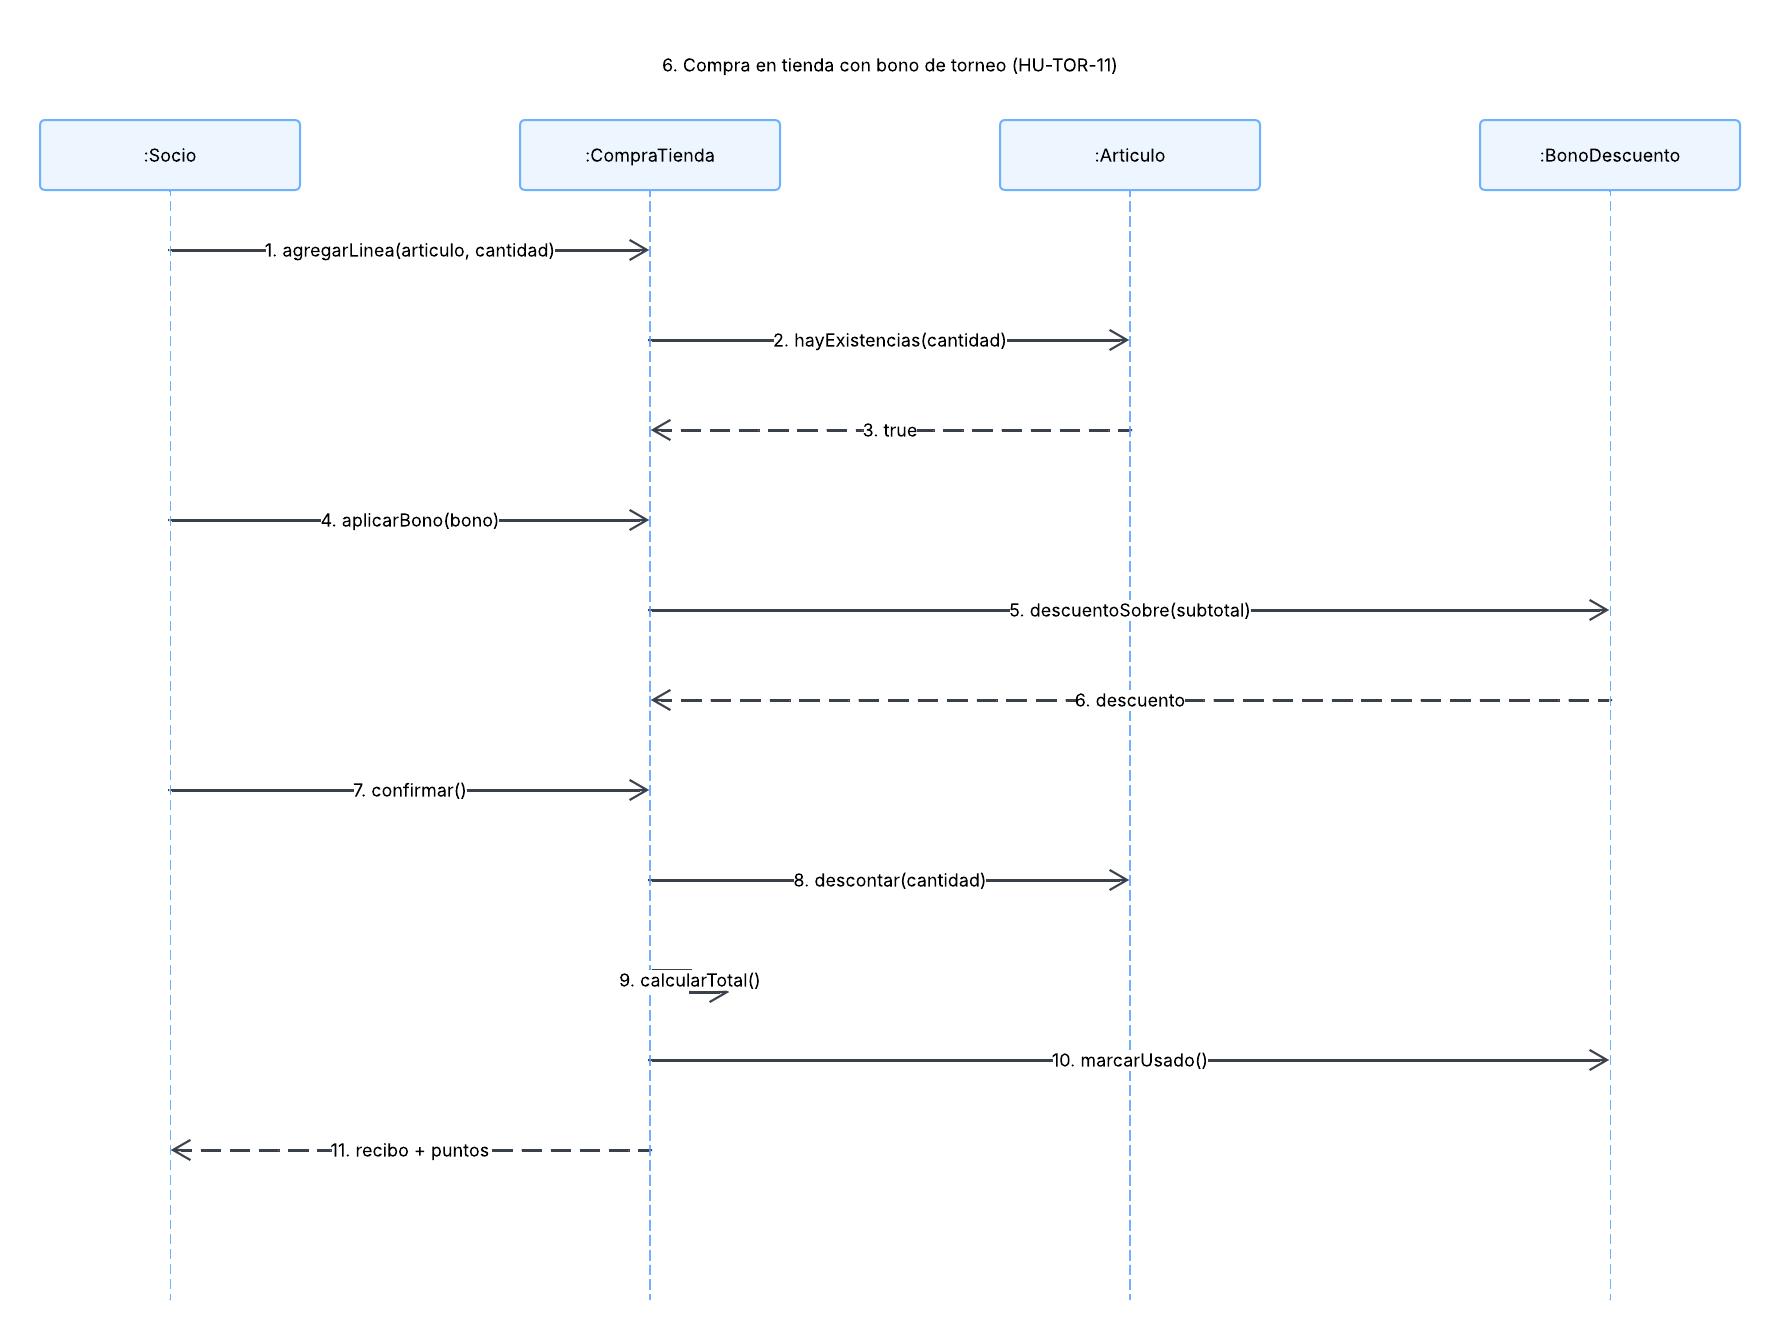 6. Compra en tienda con bono de torneo (HU-TOR-11)
:Socio
:CompraTienda
:Articulo
:BonoDescuento
1. agregarLinea(articulo, cantidad)
2. hayExistencias(cantidad)
3. true
4. aplicarBono(bono)
5. descuentoSobre(subtotal)
6. descuento
7. confirmar()
8. descontar(cantidad)
9. calcularTotal()
10. marcarUsado()
11. recibo + puntos